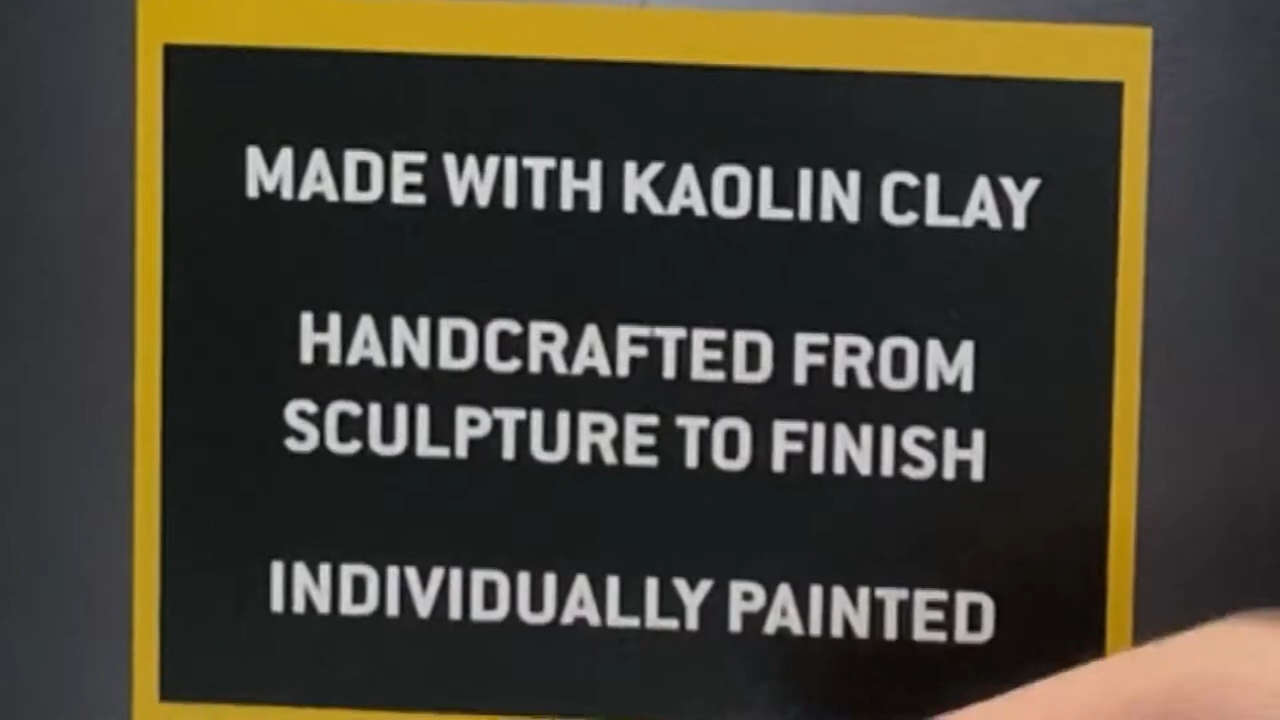 MADE WITH KAOLIN CLAY
HANDCRAFTED FROM
SCULPTURE TO FINISH
INDIVIDUALLY PAINTED